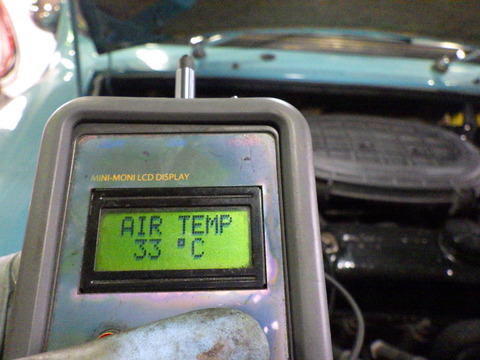 MINI-MONI LCD DISPLAY
AIR TEMP
33 °C